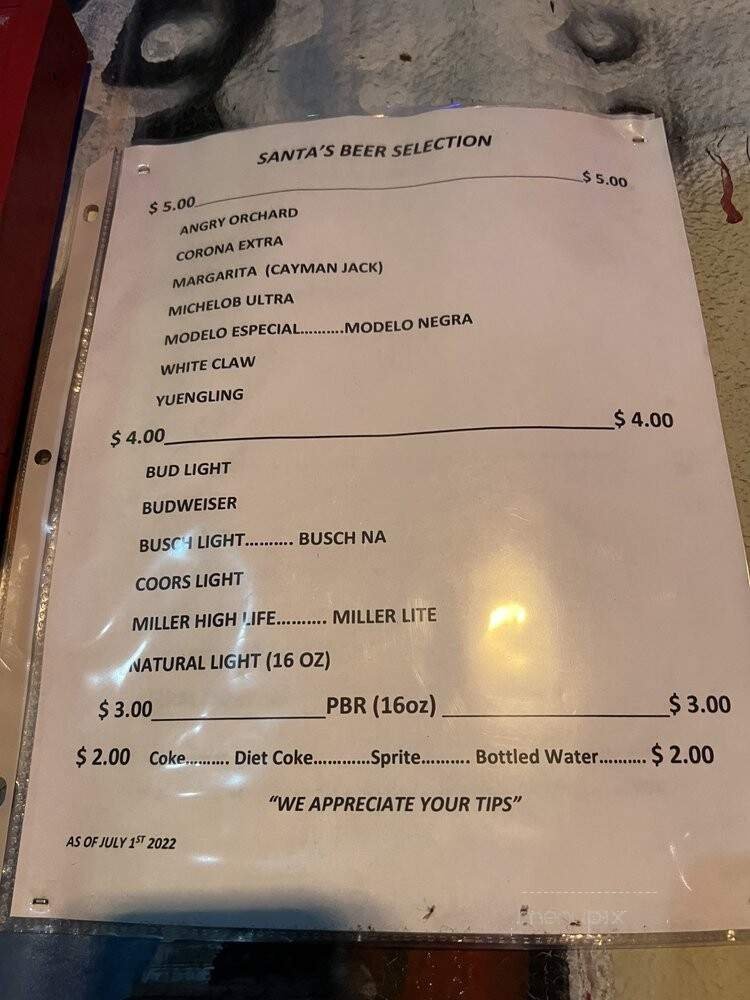 SANTA'S BEER SELECTION
$ 5.00 $ 5.00
ANGRY ORCHARD
CORONA EXTRA
MARGARITA (CAYMAN JACK)
MICHELOB ULTRA
MODELO ESPECIAL..........MODELO NEGRA
WHITE CLAW
YUENGLING
$ 4.00 $ 4.00
BUD LIGHT
BUDWEISER
BUSCH LIGHT.......... BUSCH NA
COORS LIGHT
MILLER HIGH LIFE.......... MILLER LITE
NATURAL LIGHT (16 OZ)
$ 3.00 PBR (16oz) $ 3.00
$ 2.00 Coke.......... Diet Coke............Sprite.......... Bottled Water.......... $ 2.00
“WE APPRECIATE YOUR TIPS”
AS OF JULY 1ST 2022
menupix